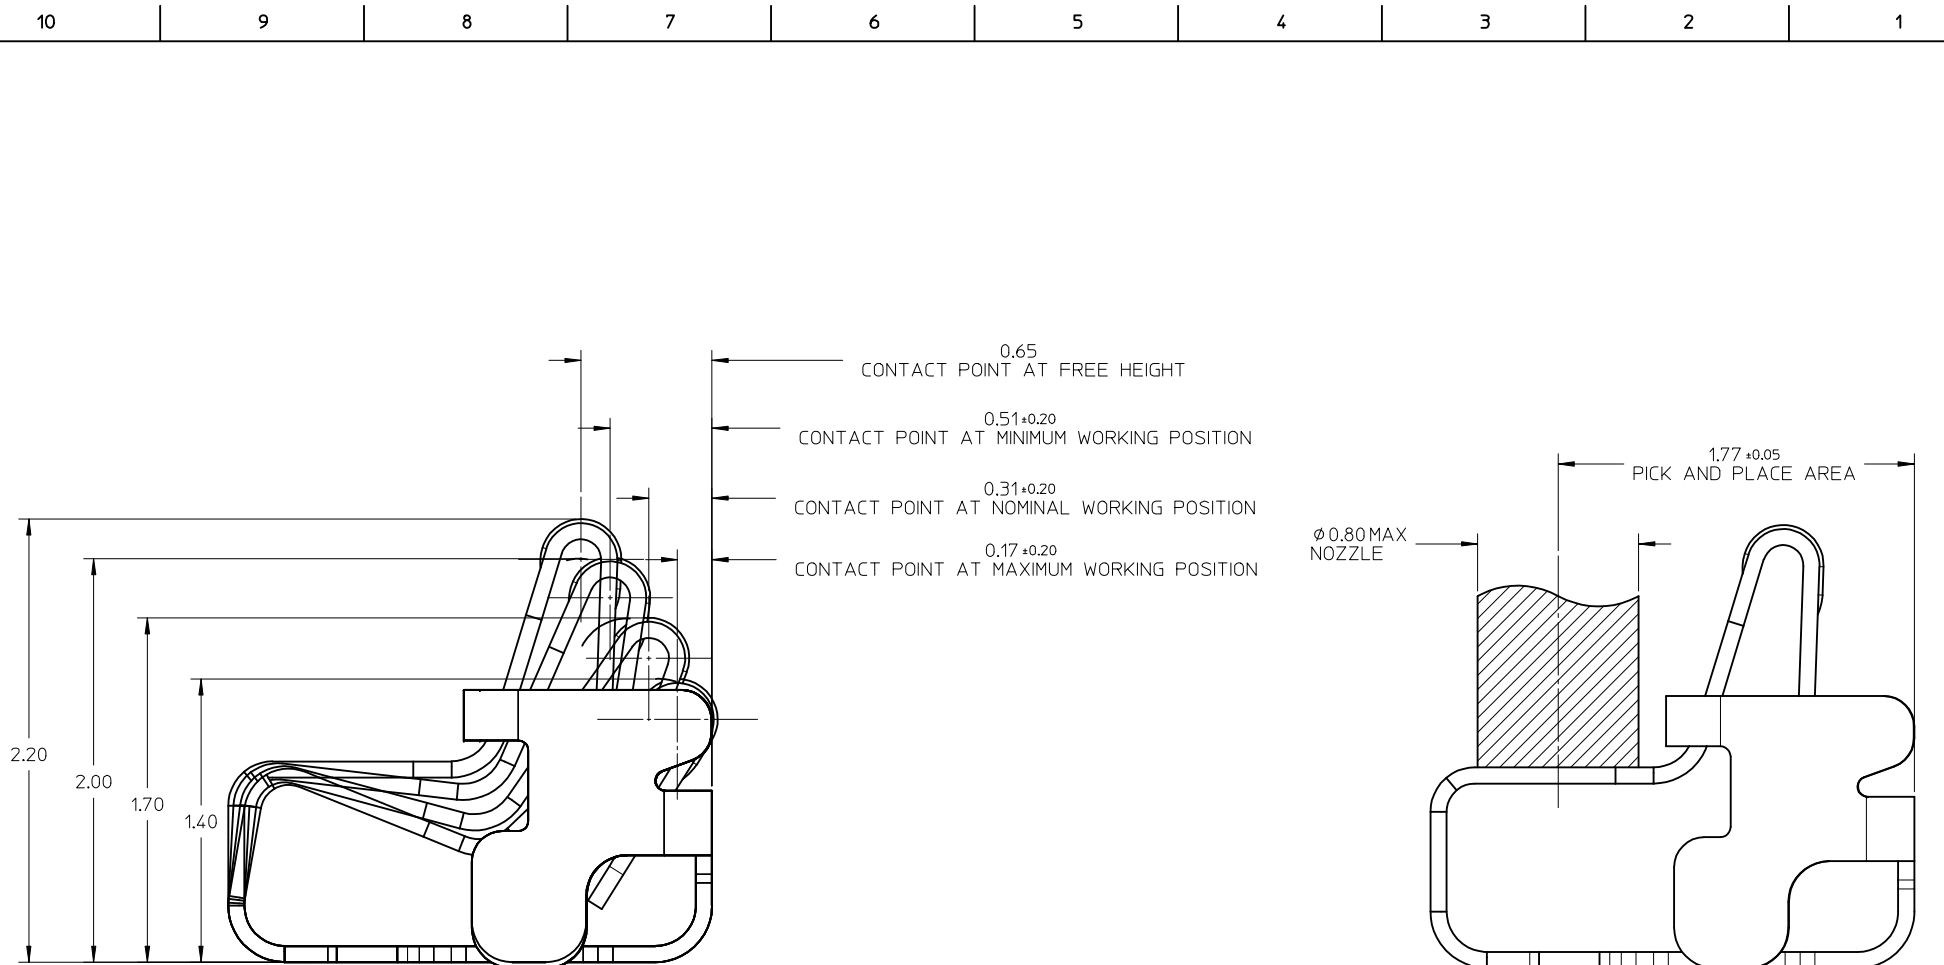 10 9 8 7 6 5 4 3 2 1
0.65
CONTACT POINT AT FREE HEIGHT
0.51±0.20
CONTACT POINT AT MINIMUM WORKING POSITION
0.31±0.20
CONTACT POINT AT NOMINAL WORKING POSITION
0.17 ±0.20
CONTACT POINT AT MAXIMUM WORKING POSITION
2.20
2.00
1.70
1.40
1.77 ±0.05
PICK AND PLACE AREA
Ø0.80 MAX
NOZZLE